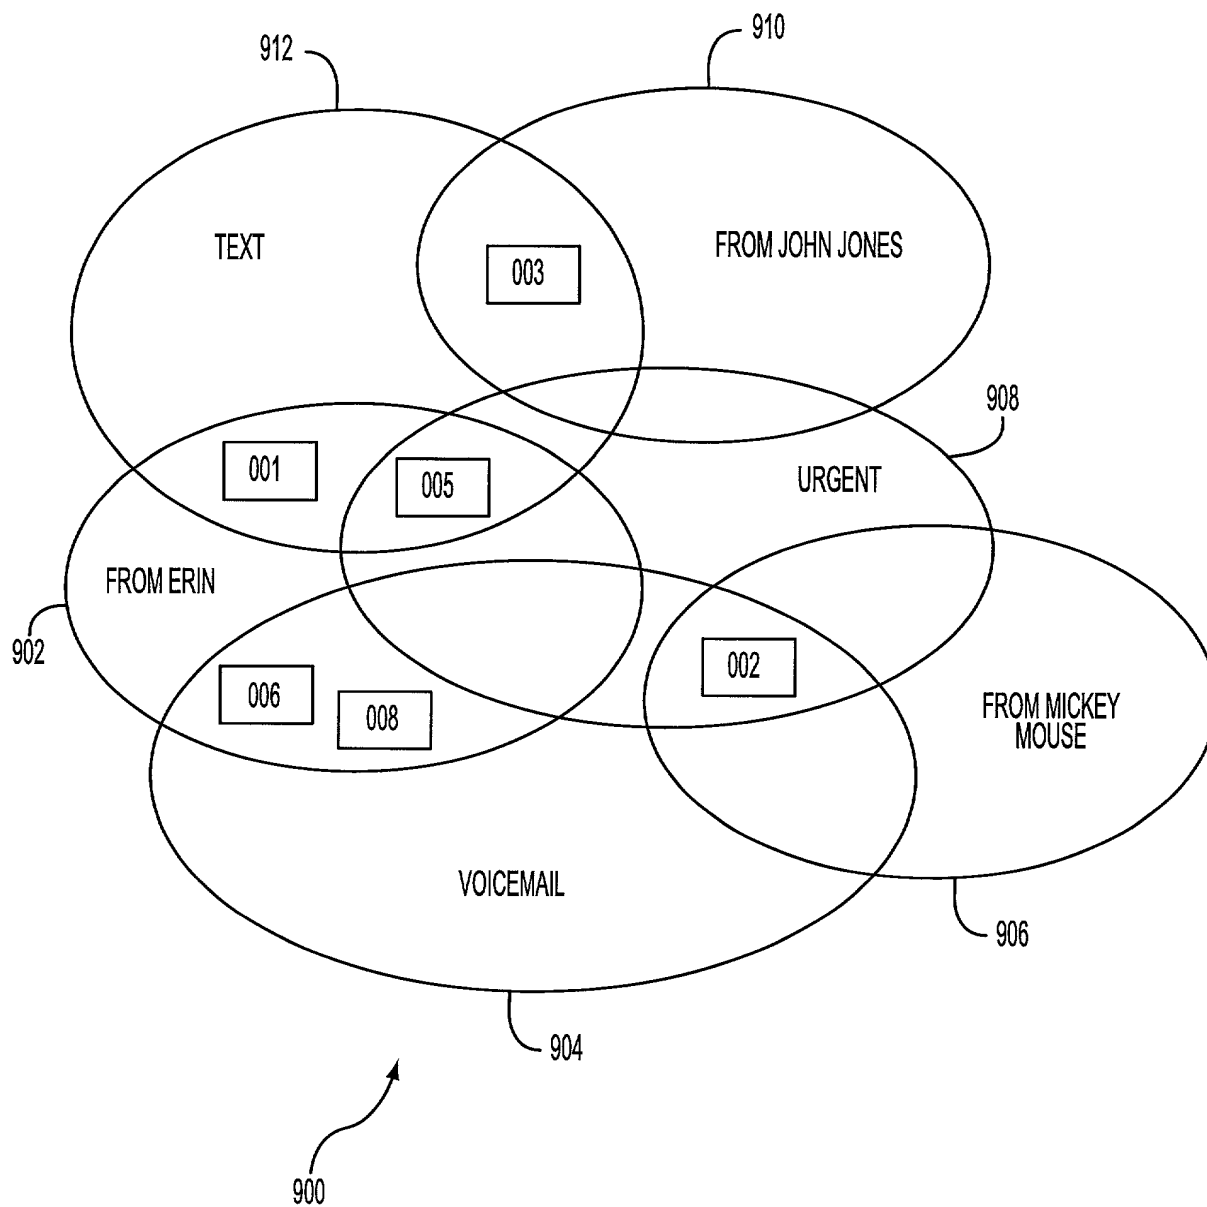 910
912
TEXT
FROM JOHN JONES
003
908
001
005
URGENT
FROM ERIN
902
006
008
002
FROM MICKEY
MOUSE
VOICEMAIL
906
904
900